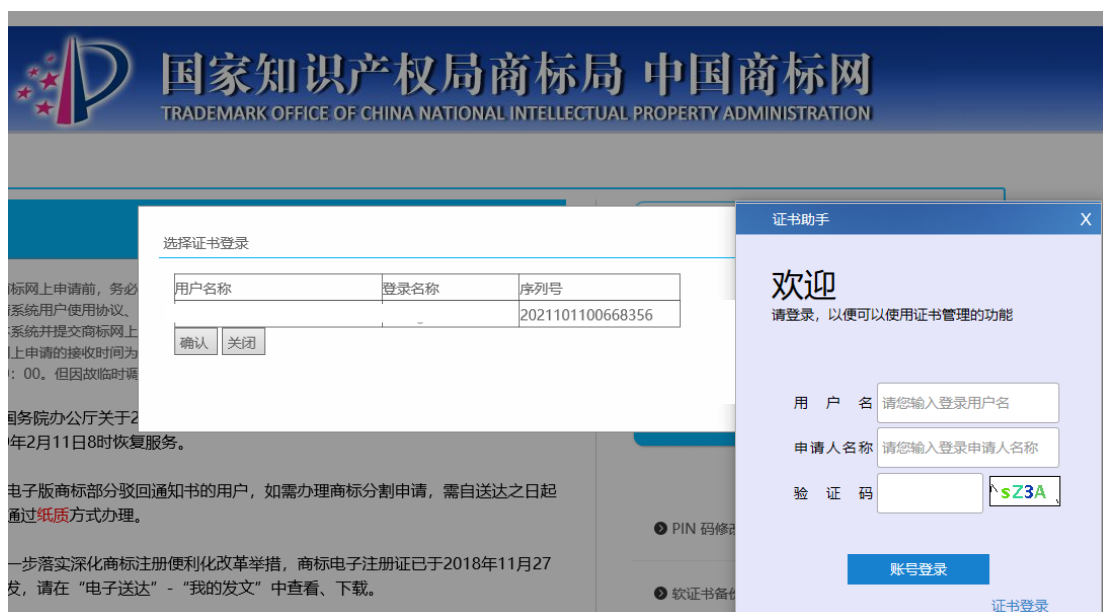 国家知识产权局商标局 中国商标网
TRADEMARK OFFICE OF CHINA NATIONAL INTELLECTUAL PROPERTY ADMINISTRATION
选择证书登录
用户名称 登录名称 序列号
2021101100668356
确认 关闭
商标网上申请前，务必
系统用户使用协议、
系统并提交商标网上
上申请的接收时间为
：00。但因故临时调
国务院办公厅关于2
年2月11日8时恢复服务。
电子版商标部分驳回通知书的用户，如需办理商标分割申请，需自送达之日起
通过纸质方式办理。
一步落实深化商标注册便利化改革举措，商标电子注册证已于2018年11月27
发，请在“电子送达”-“我的发文”中查看、下载。
PIN 码修改
软证书备份
证书助手 X
欢迎
请登录，以便可以使用证书管理的功能
用 户 名 请您输入登录用户名
申请人名称 请您输入登录申请人名称
验 证 码 sZ3A
账号登录
证书登录